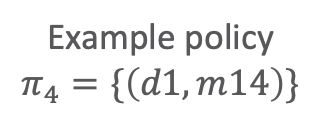 Example policy
𝜋₄ = {(𝑑1, 𝑚14)}